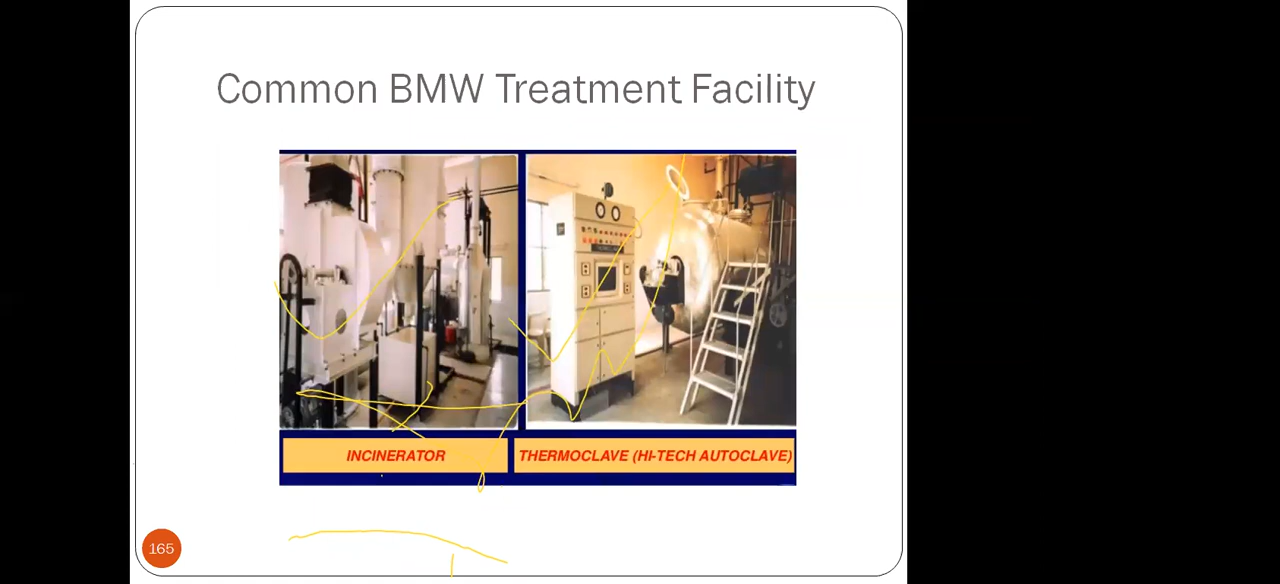 Common BMW Treatment Facility
INCINERATOR
THERMOCLAVE (HI-TECH AUTOCLAVE)
165